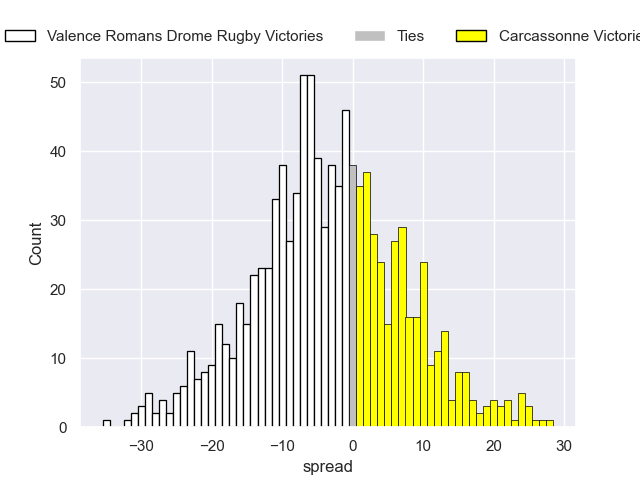 Valence Romans Drome Rugby Victories Ties Carcassonne Victorie
50
40
30
20
10
0
Count
−30 −20 −10 0 10 20 30
spread